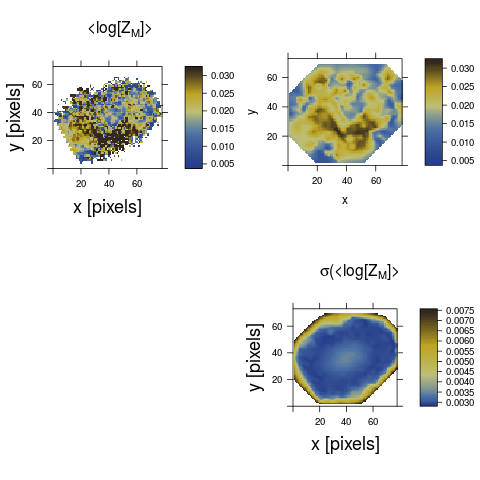 <log[Z_M]>
y [pixels]
60
40
20
20 40 60
x [pixels]
0.030
0.025
0.020
0.015
0.010
0.005
y
60
40
20
20 40 60
x
0.030
0.025
0.020
0.015
0.010
0.005
σ(<log[Z_M]>
y [pixels]
60
40
20
20 40 60
x [pixels]
0.0075
0.0070
0.0065
0.0060
0.0055
0.0050
0.0045
0.0040
0.0035
0.0030